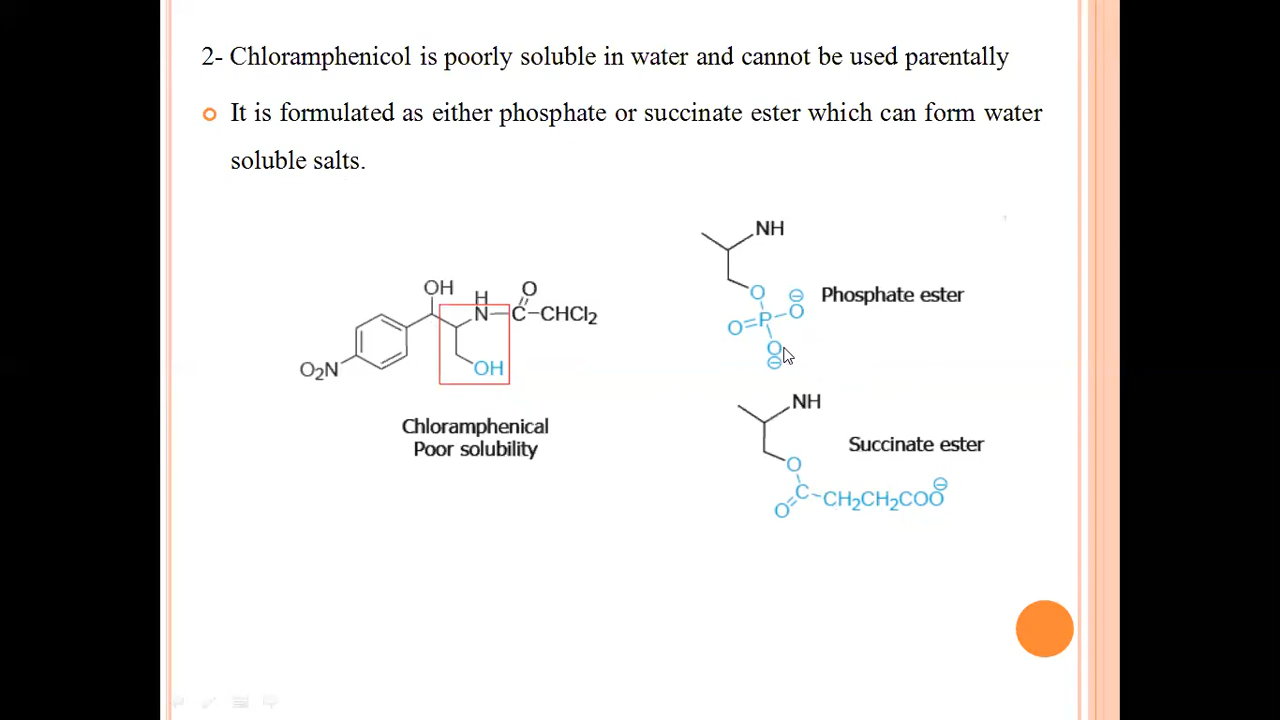 2- Chloramphenicol is poorly soluble in water and cannot be used parentally
It is formulated as either phosphate or succinate ester which can form water
soluble salts.
OH
H
N
O
C-CHCl2
O2N
OH
Chloramphenical
Poor solubility
NH
O
O=P-O⊖
O⊖
Phosphate ester
NH
O
Succinate ester
C-CH2CH2COO⊖
O